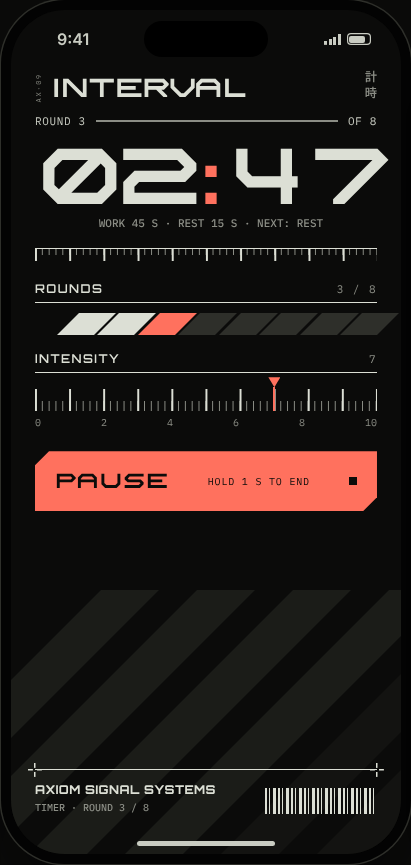 9:41
AX-09
INTERVAL
計時
ROUND 3
OF 8
02:47
WORK 45 S · REST 15 S · NEXT: REST
ROUNDS
3 / 8
INTENSITY
7
0 2 4 6 8 10
PAUSE
HOLD 1 S TO END
AXIOM SIGNAL SYSTEMS
TIMER · ROUND 3 / 8